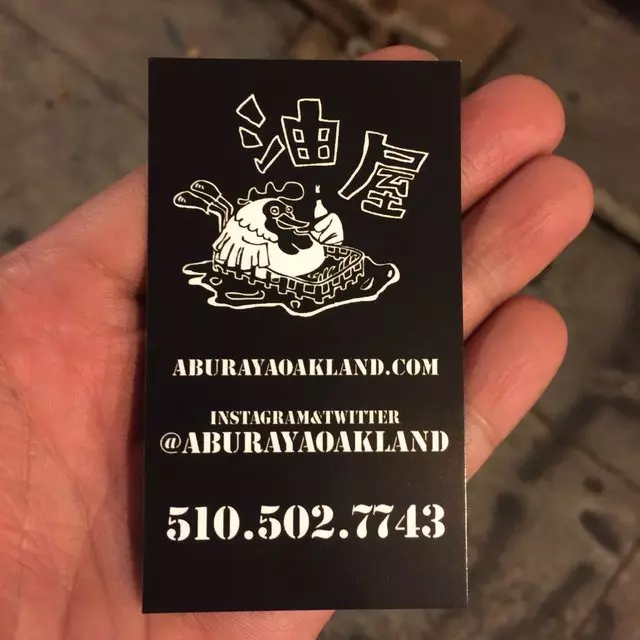 油屋
ABURAYAOAKLAND.COM
INSTAGRAM&TWITTER
@ABURAYAOAKLAND
510.502.7743